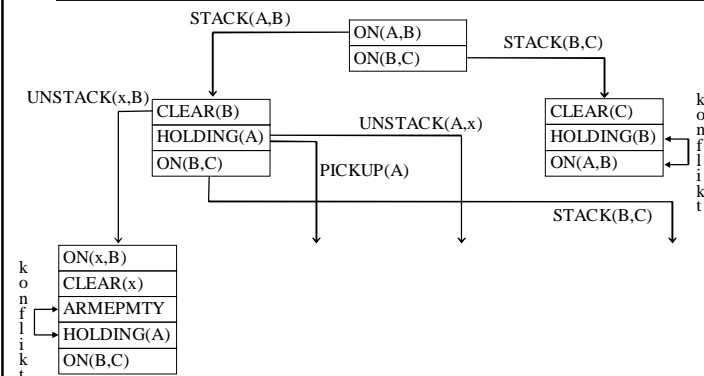 STACK(A,B)
ON(A,B)
ON(B,C)
STACK(B,C)
UNSTACK(x,B)
CLEAR(B)
HOLDING(A)
ON(B,C)
UNSTACK(A,x)
PICKUP(A)
CLEAR(C)
HOLDING(B)
ON(A,B)
konflikt
STACK(B,C)
ON(x,B)
CLEAR(x)
ARMEPMTY
HOLDING(A)
ON(B,C)
konflikt